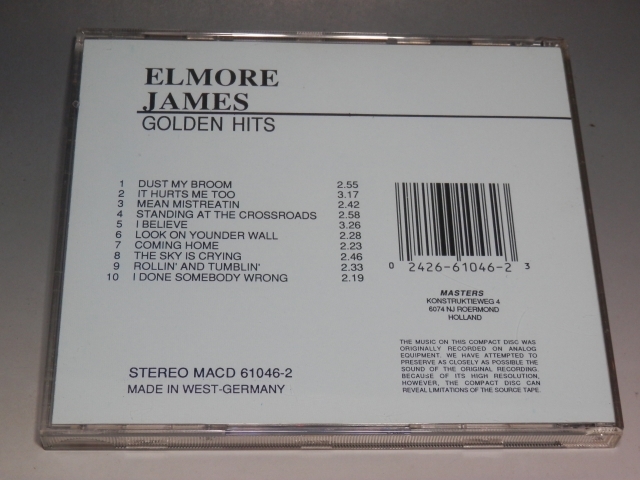 ELMORE
JAMES
GOLDEN HITS
1 DUST MY BROOM 2.55
2 IT HURTS ME TOO 3.17
3 MEAN MISTREATIN 2.42
4 STANDING AT THE CROSSROADS 2.58
5 I BELIEVE 3.26
6 LOOK ON YOUNDER WALL 2.28
7 COMING HOME 2.23
8 THE SKY IS CRYING 2.46
9 ROLLIN' AND TUMBLIN' 2.33
10 I DONE SOMEBODY WRONG 2.19
0 2426-61046-2 3
MASTERS
KONSTRUKTIEWEG 4
6074 NJ ROERMOND
HOLLAND
THE MUSIC ON THIS COMPACT DISC WAS
ORIGINALLY RECORDED ON ANALOG
EQUIPMENT. WE HAVE ATTEMPTED TO
PRESERVE AS CLOSELY AS POSSIBLE THE
SOUND OF THE ORIGINAL RECORDING.
BECAUSE OF ITS HIGH RESOLUTION,
HOWEVER, THE COMPACT DISC CAN
REVEAL LIMITATIONS OF THE SOURCE TAPE.
STEREO MACD 61046-2
MADE IN WEST-GERMANY